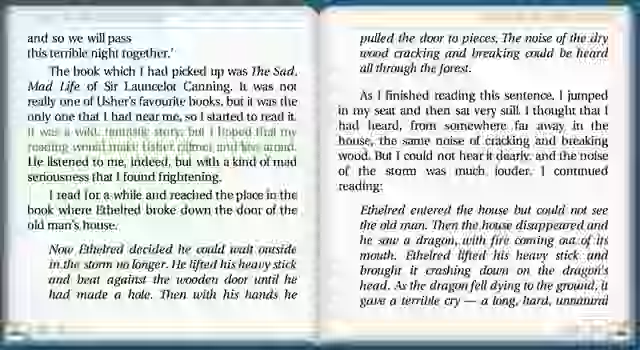 and so we will pass
this terrible night together.'
The book which I had picked up was The Sad,
Mad Life of Sir Launcelot Canning. It was not
really one of Usher's favourite books, but it was the
only one that I had near me, so I started to read it.
It was a wild, romantic story, but I hoped that my
reading would make Usher calmer and less afraid.
He listened to me, indeed, but with a kind of mad
seriousness that I found frightening.
I read for a while and reached the place in the
book where Ethelred broke down the door of the
old man's house.
Now Ethelred decided he could wait outside
in the storm no longer. He lifted his heavy stick
and beat against the wooden door until he
had made a hole. Then with his hands he
pulled the door to pieces. The noise of the dry
wood cracking and breaking could be heard
all through the forest.
As I finished reading this sentence, I jumped
in my seat and then sat very still. I thought that I
had heard, from somewhere far away in the
house, the same noise of cracking and breaking
wood. But I could not hear it clearly, and the noise
of the storm was much louder. I continued
reading:
Ethelred entered the house but could not see
the old man. Then the house disappeared and
he saw a dragon, with fire coming out of its
mouth. Ethelred lifted his heavy stick and
brought it crashing down on the dragon's
head. As the dragon fell dying to the ground, it
gave a terrible cry — a long, hard, unnatural